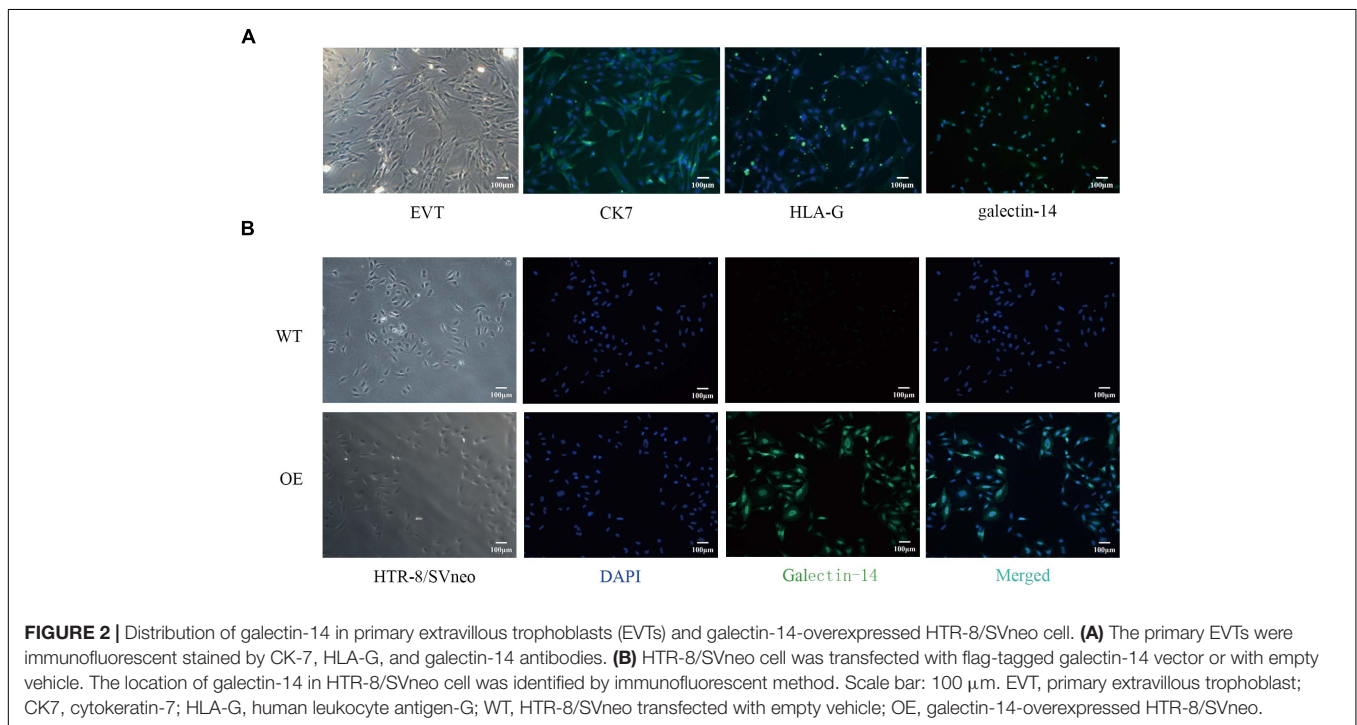 A
100μm 100μm 100μm 100μm
EVT CK7 HLA-G galectin-14
B
WT
100μm 100μm 100μm 100μm
OE
100μm 100μm 100μm 100μm
HTR-8/SVneo DAPI Galectin-14 Merged
FIGURE 2 | Distribution of galectin-14 in primary extravillous trophoblasts (EVTs) and galectin-14-overexpressed HTR-8/SVneo cell. (A) The primary EVTs were
immunofluorescent stained by CK-7, HLA-G, and galectin-14 antibodies. (B) HTR-8/SVneo cell was transfected with flag-tagged galectin-14 vector or with empty
vehicle. The location of galectin-14 in HTR-8/SVneo cell was identified by immunofluorescent method. Scale bar: 100 μm. EVT, primary extravillous trophoblast;
CK7, cytokeratin-7; HLA-G, human leukocyte antigen-G; WT, HTR-8/SVneo transfected with empty vehicle; OE, galectin-14-overexpressed HTR-8/SVneo.